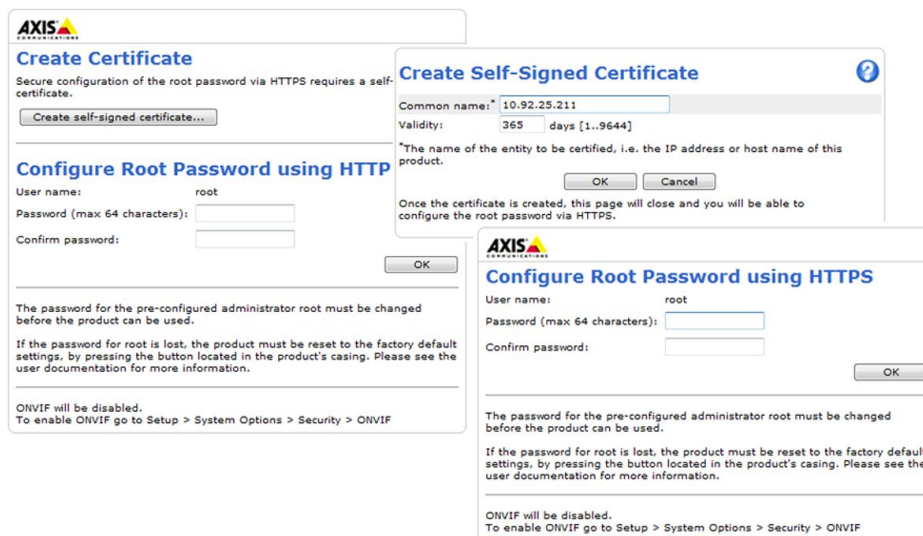 AXIS
COMMUNICATIONS
Create Certificate
Secure configuration of the root password via HTTPS requires a self-
certificate.
Create self-signed certificate...
Configure Root Password using HTTP
User name: root
Password (max 64 characters):
Confirm password:
OK
The password for the pre-configured administrator root must be changed
before the product can be used.
If the password for root is lost, the product must be reset to the factory default
settings, by pressing the button located in the product's casing. Please see the
user documentation for more information.
ONVIF will be disabled.
To enable ONVIF go to Setup > System Options > Security > ONVIF
Create Self-Signed Certificate
?
Common name:* 10.92.25.211
Validity: 365 days [1..9644]
*The name of the entity to be certified, i.e. the IP address or host name of this
product.
OK Cancel
Once the certificate is created, this page will close and you will be able to
configure the root password via HTTPS.
AXIS
COMMUNICATIONS
Configure Root Password using HTTPS
User name: root
Password (max 64 characters):
Confirm password:
OK
The password for the pre-configured administrator root must be changed
before the product can be used.
If the password for root is lost, the product must be reset to the factory default
settings, by pressing the button located in the product's casing. Please see the
user documentation for more information.
ONVIF will be disabled.
To enable ONVIF go to Setup > System Options > Security > ONVIF